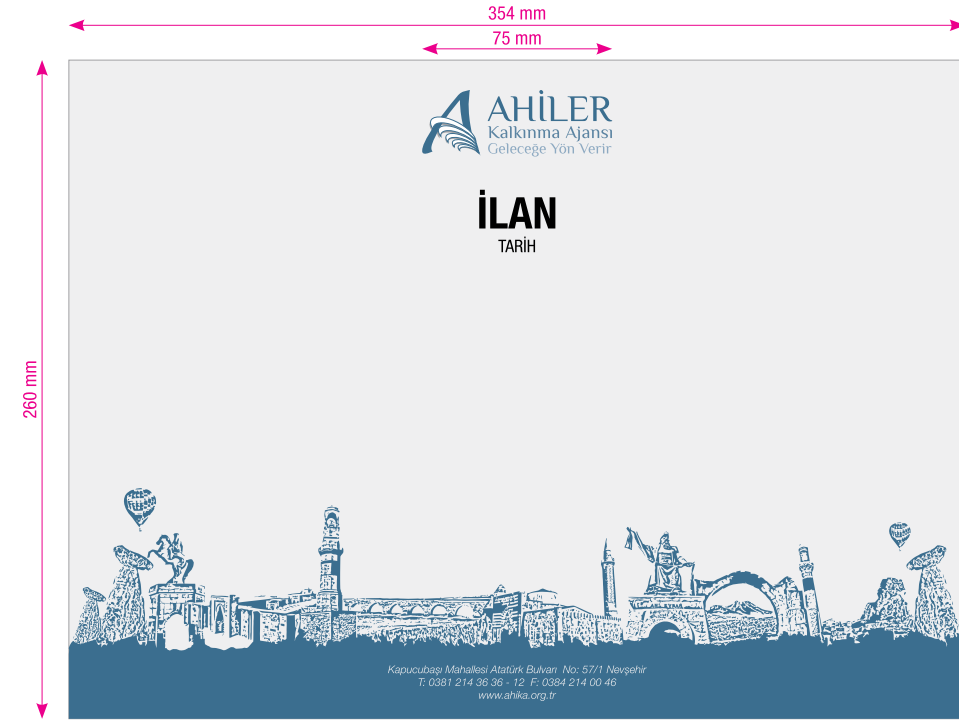 354 mm
75 mm
260 mm
AHİLER
Kalkınma Ajansı
Geleceğe Yön Verir
İLAN
TARİH
Kapucubaşı Mahallesi Atatürk Bulvarı  No: 57/1 Nevşehir
T: 0381 214 36 36 - 12  F: 0384 214 00 46
www.ahika.org.tr